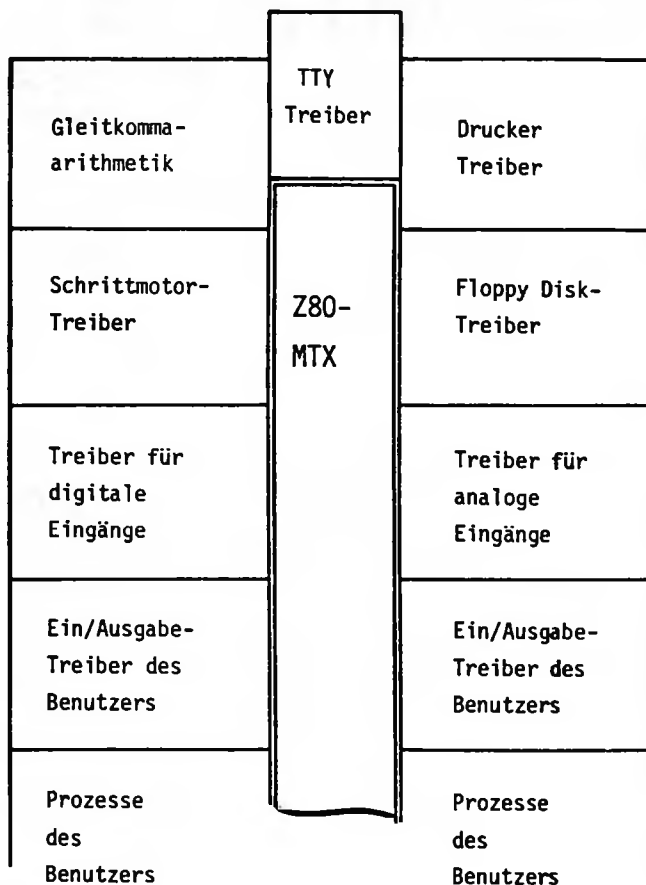 TTY
Treiber
Gleitkomma-
arithmetik
Drucker
Treiber
Schrittmotor-
Treiber
Z80-
MTX
Floppy Disk-
Treiber
Treiber für
digitale
Eingänge
Treiber für
analoge
Eingänge
Ein/Ausgabe-
Treiber des
Benutzers
Ein/Ausgabe-
Treiber des
Benutzers
Prozesse
des
Benutzers
Prozesse
des
Benutzers